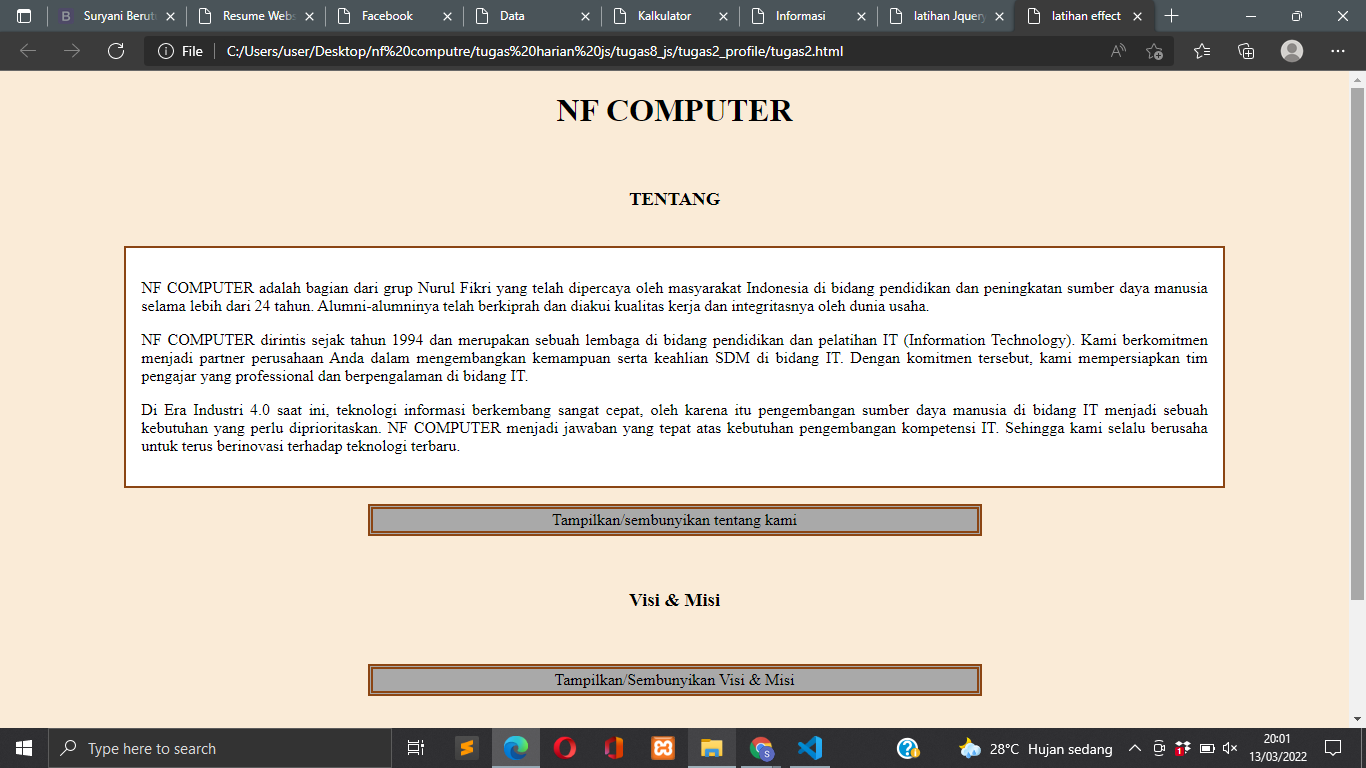 Suryani Berut
Resume Webs
Facebook
Data
Kalkulator
Informasi
latihan Jquery
latihan effect
File
C:/Users/user/Desktop/nf%20computre/tugas%20harian%20js/tugas8_js/tugas2_profile/tugas2.html
NF COMPUTER
TENTANG
NF COMPUTER adalah bagian dari grup Nurul Fikri yang telah dipercaya oleh masyarakat Indonesia di bidang pendidikan dan peningkatan sumber daya manusia
selama lebih dari 24 tahun. Alumni-alumninya telah berkiprah dan diakui kualitas kerja dan integritasnya oleh dunia usaha.
NF COMPUTER dirintis sejak tahun 1994 dan merupakan sebuah lembaga di bidang pendidikan dan pelatihan IT (Information Technology). Kami berkomitmen
menjadi partner perusahaan Anda dalam mengembangkan kemampuan serta keahlian SDM di bidang IT. Dengan komitmen tersebut, kami mempersiapkan tim
pengajar yang professional dan berpengalaman di bidang IT.
Di Era Industri 4.0 saat ini, teknologi informasi berkembang sangat cepat, oleh karena itu pengembangan sumber daya manusia di bidang IT menjadi sebuah
kebutuhan yang perlu diprioritaskan. NF COMPUTER menjadi jawaban yang tepat atas kebutuhan pengembangan kompetensi IT. Sehingga kami selalu berusaha
untuk terus berinovasi terhadap teknologi terbaru.
Tampilkan/sembunyikan tentang kami
Visi & Misi
Tampilkan/Sembunyikan Visi & Misi
Type here to search
28°C Hujan sedang
20:01
13/03/2022